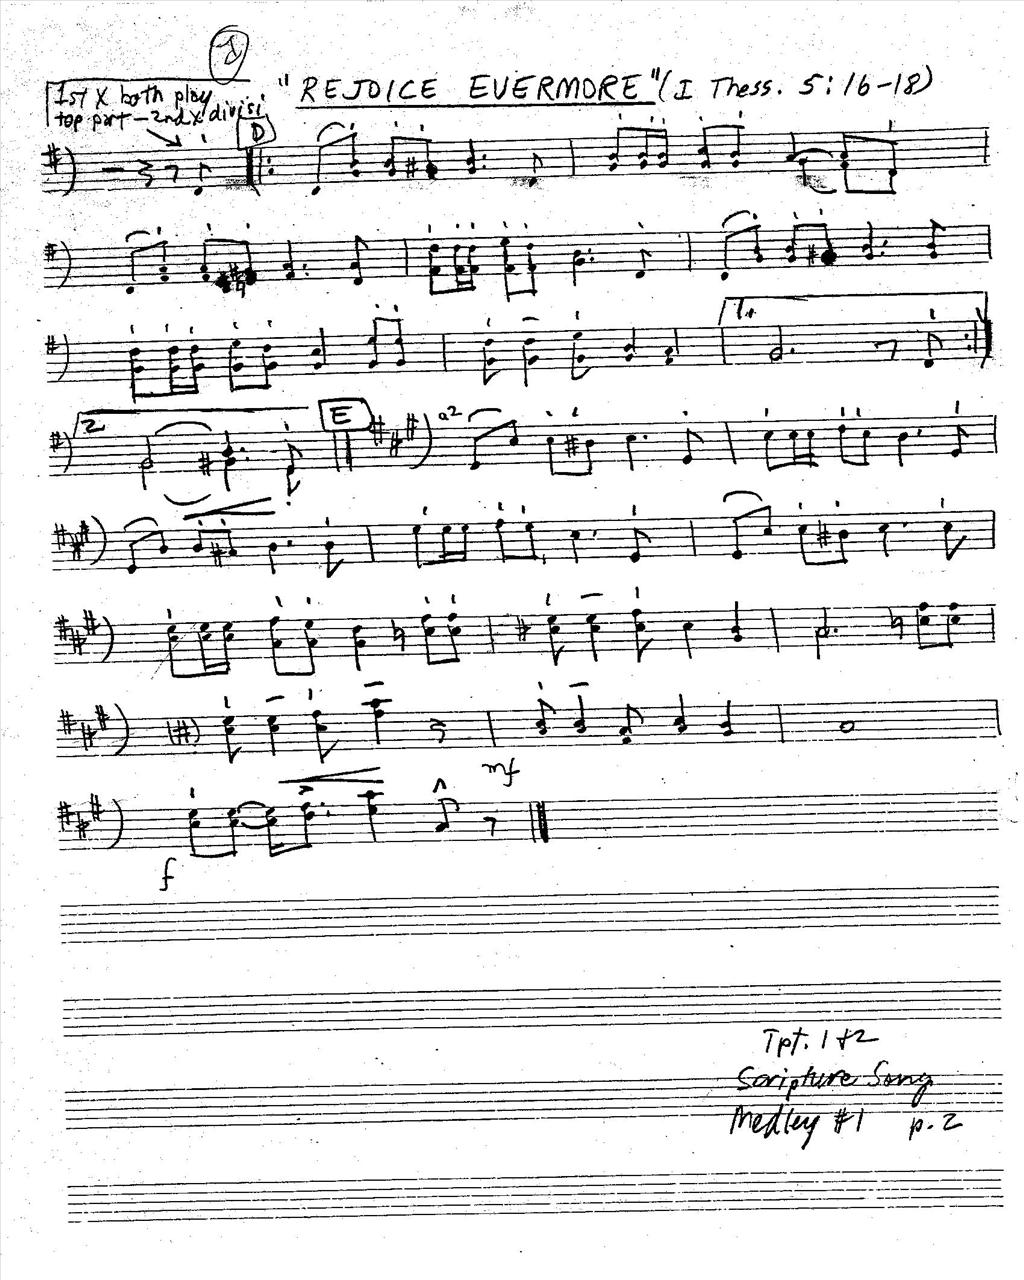 2
"REJOICE EVERMORE" (I Thess. 5:16-18)
1st X both play
top part - 2nd X divisi
D
1.
2
E
a2
mf
f
Tpt. 1 + 2
Scripture Song
Medley #1 p. 2